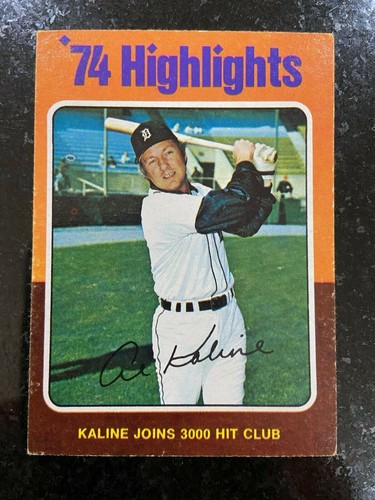 '74 Highlights
D
Al Kaline
KALINE JOINS 3000 HIT CLUB